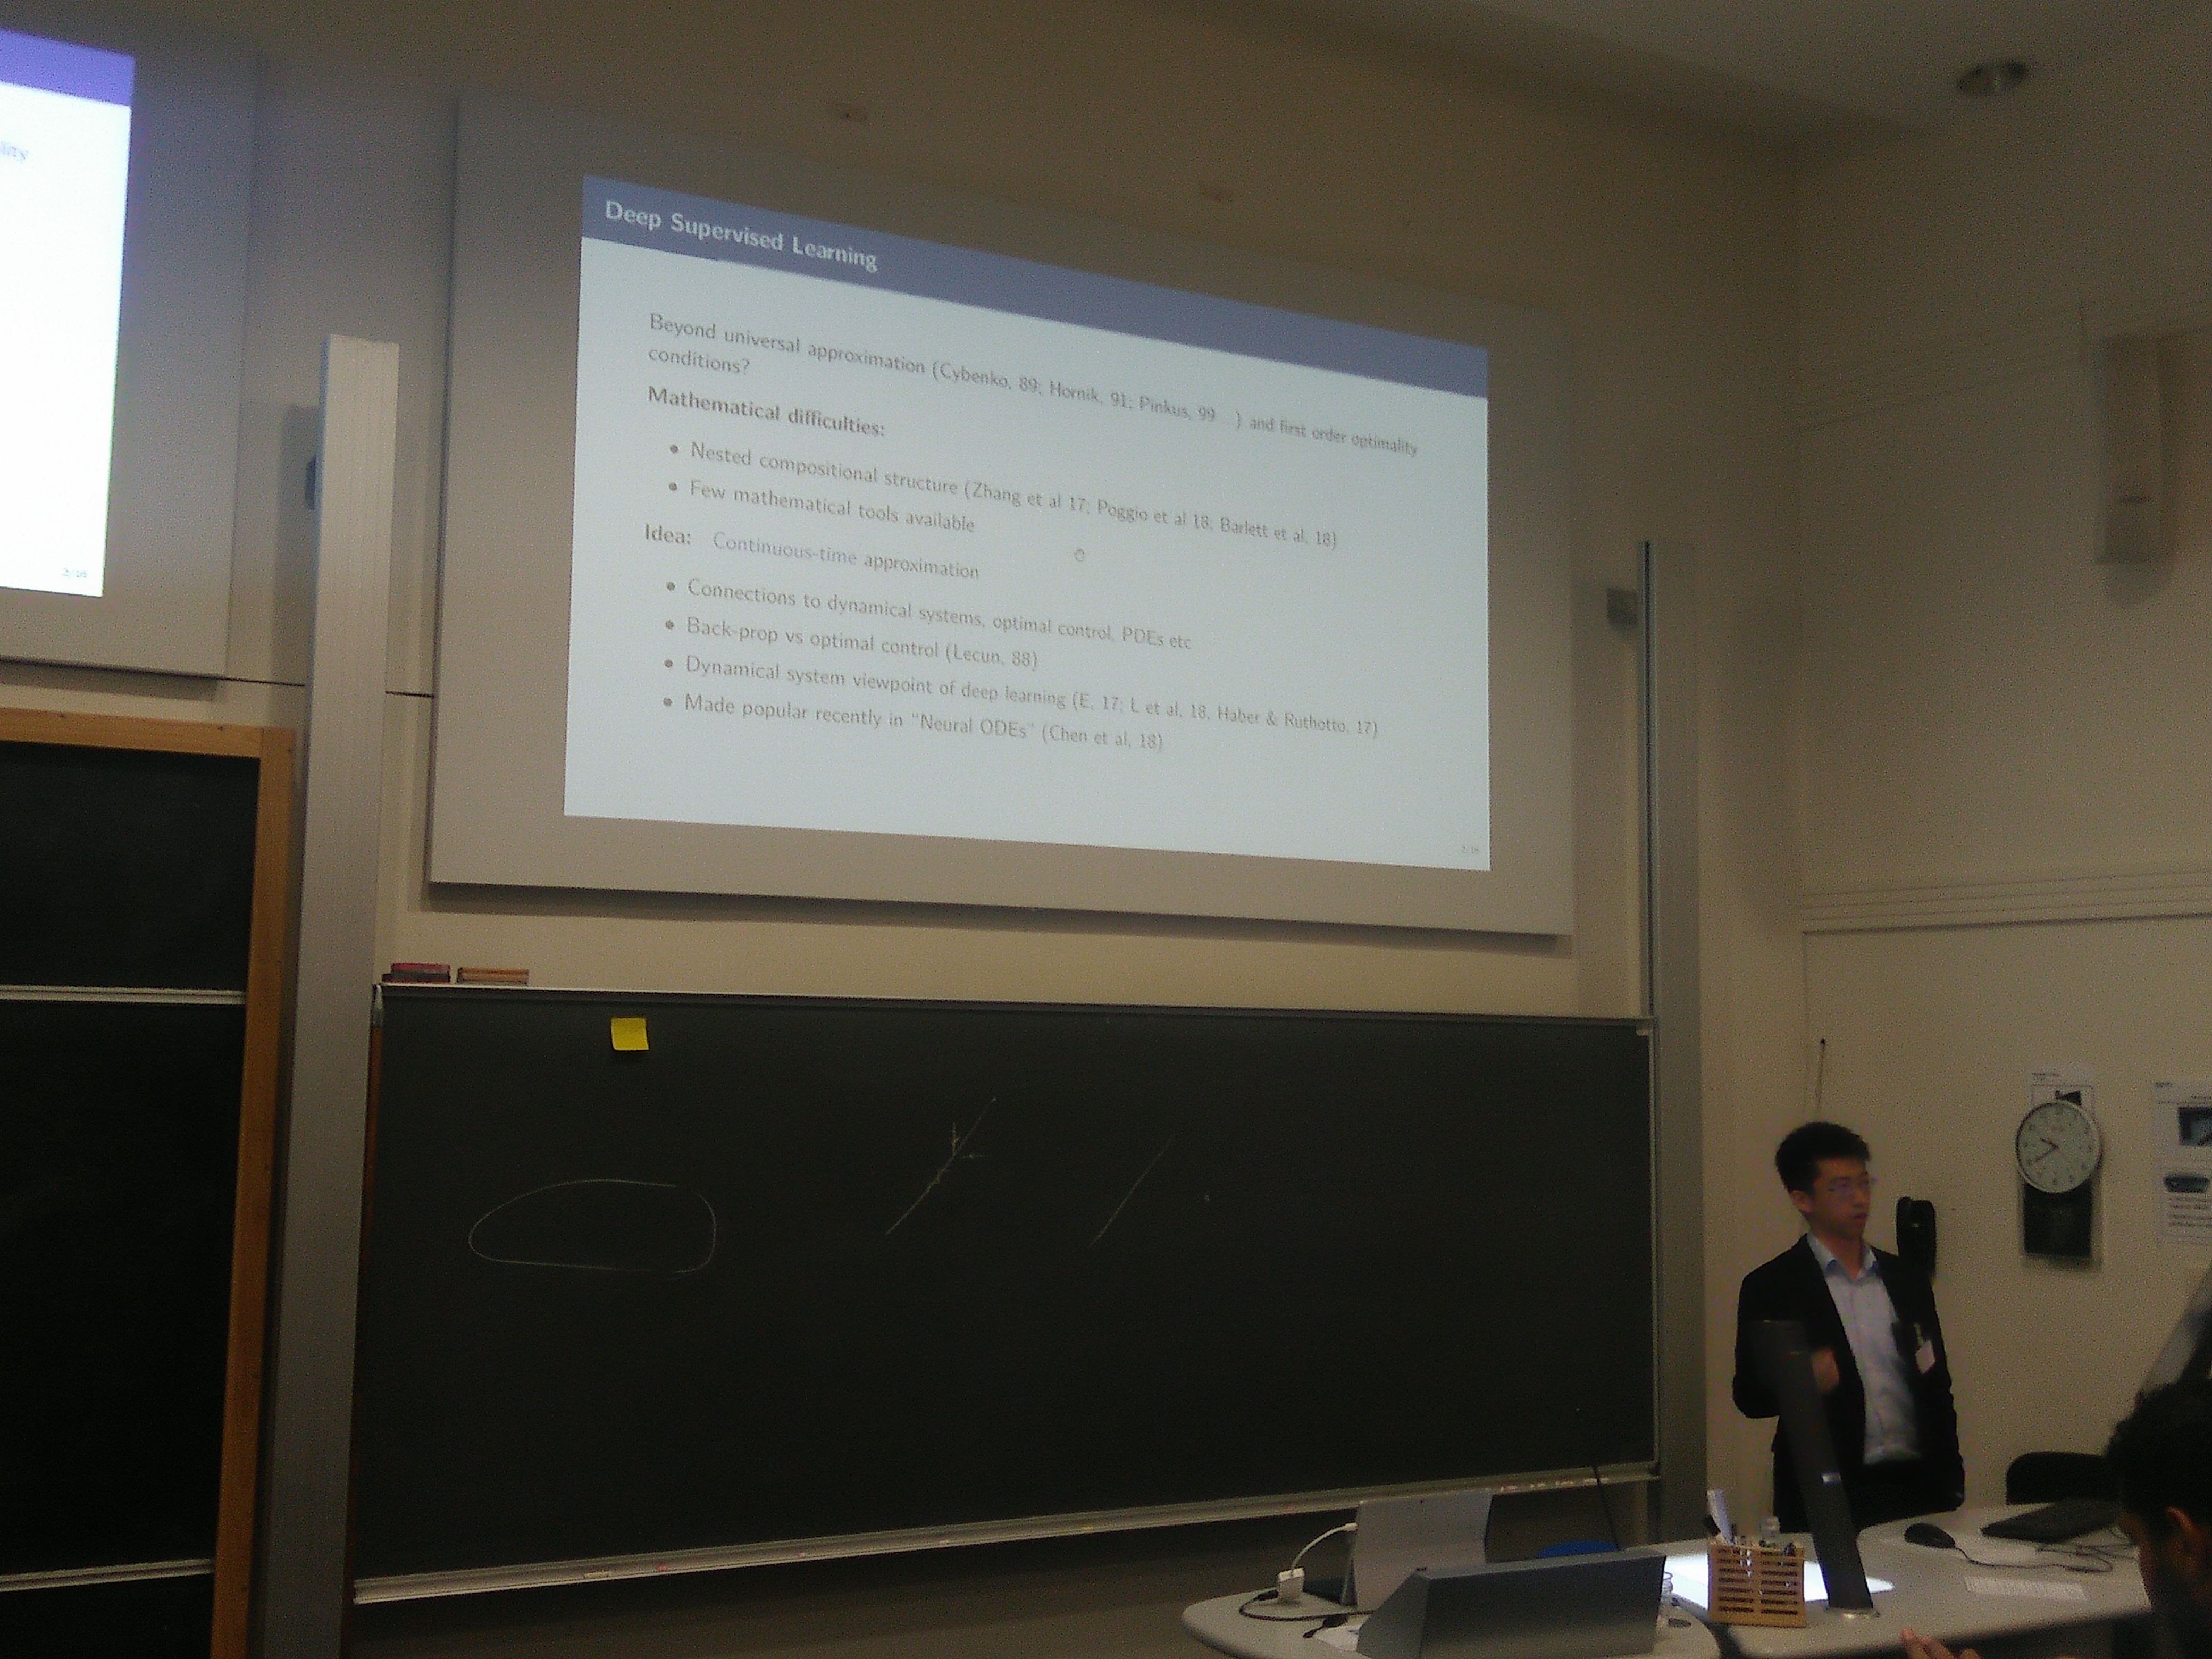 lity
2/16
Deep Supervised Learning
Beyond universal approximation (Cybenko, 89; Hornik, 91; Pinkus, 99 ...) and first order optimality
conditions?
Mathematical difficulties:
• Nested compositional structure (Zhang et al 17; Poggio et al 18; Barlett et al, 18)
• Few mathematical tools available
Idea: Continuous-time approximation
• Connections to dynamical systems, optimal control, PDEs etc
• Back-prop vs optimal control (Lecun, 88)
• Dynamical system viewpoint of deep learning (E, 17; L et al, 18, Haber & Ruthotto, 17)
• Made popular recently in "Neural ODEs" (Chen et al, 18)
2/16